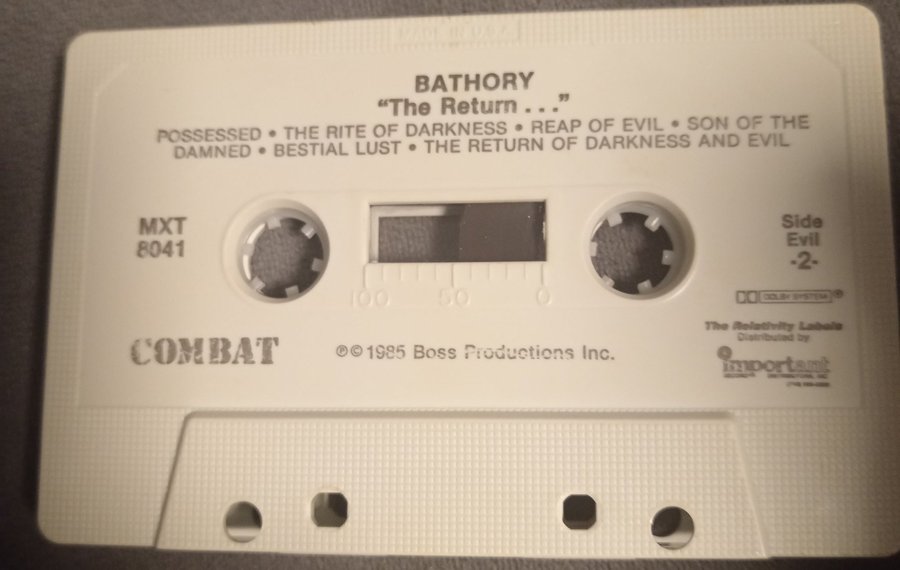 BATHORY
“The Return . . .”
POSSESSED • THE RITE OF DARKNESS • REAP OF EVIL • SON OF THE
DAMNED • BESTIAL LUST • THE RETURN OF DARKNESS AND EVIL
MXT
8041
Side
Evil
-2-
100 50 0
DOLBY SYSTEM ®
COMBAT
℗©1985 Boss Productions Inc.
The Relativity Labels
Distributed by
important